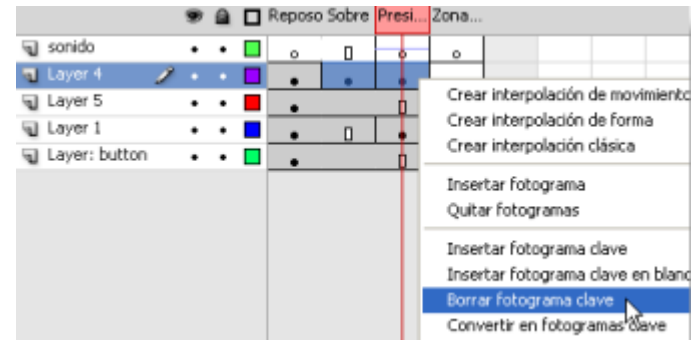 Reposo Sobre Presi... Zona...
sonido
Layer 4
Layer 5
Layer 1
Layer: button
Crear interpolación de movimiento
Crear interpolación de forma
Crear interpolación clásica
Insertar fotograma
Quitar fotogramas
Insertar fotograma clave
Insertar fotograma clave en blanc
Borrar fotograma clave
Convertir en fotogramas clave